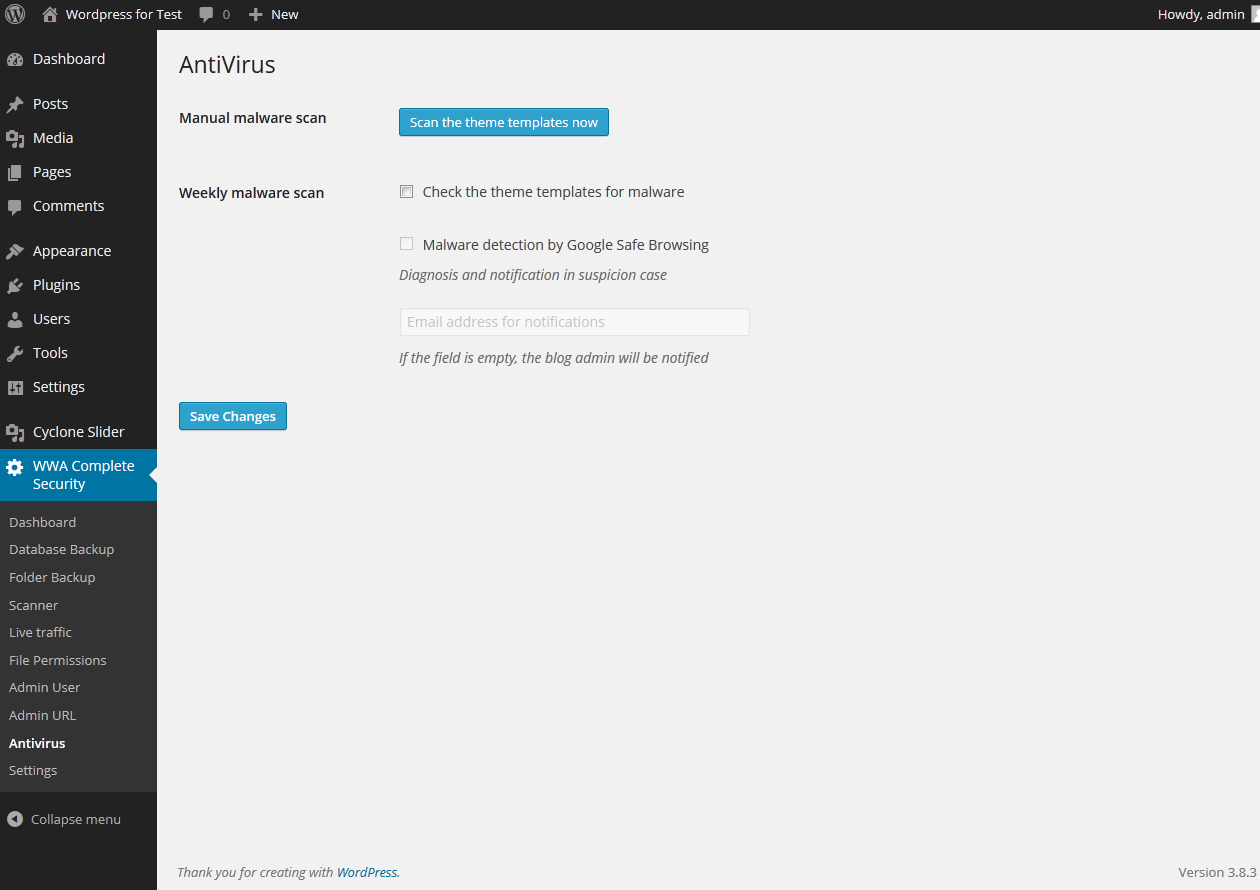 Wordpress for Test 0 New Howdy, admin
Dashboard
Posts
Media
Pages
Comments
Appearance
Plugins
Users
Tools
Settings
Cyclone Slider
WWA Complete
Security
Dashboard
Database Backup
Folder Backup
Scanner
Live traffic
File Permissions
Admin User
Admin URL
Antivirus
Settings
Collapse menu
AntiVirus
Manual malware scan
Scan the theme templates now
Weekly malware scan
Check the theme templates for malware
Malware detection by Google Safe Browsing
Diagnosis and notification in suspicion case
Email address for notifications
If the field is empty, the blog admin will be notified
Save Changes
Thank you for creating with WordPress.
Version 3.8.3